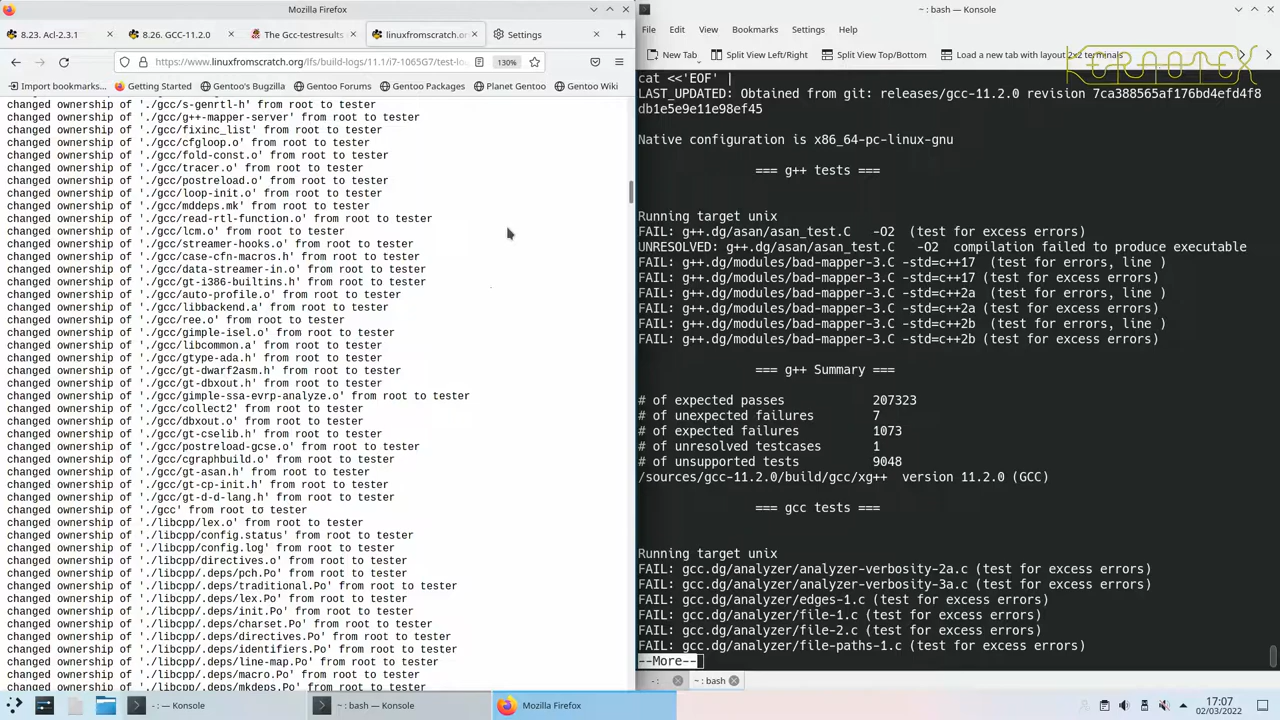 Mozilla Firefox
8.23. Acl-2.3.1
8.26. GCC-11.2.0
The Gcc-testresults
linuxfromscratch.or
Settings
https://www.linuxfromscratch.org/lfs/build-logs/11.1/i7-1065G7/test-lo
130%
Import bookmarks...
Getting Started
Gentoo's Bugzilla
Gentoo Forums
Gentoo Packages
Planet Gentoo
Gentoo Wiki
changed ownership of './gcc/s-gentrtl-h' from root to tester
changed ownership of './gcc/g++-mapper-server' from root to tester
changed ownership of './gcc/fixinc_list' from root to tester
changed ownership of './gcc/cfgloop.o' from root to tester
changed ownership of './gcc/fold-const.o' from root to tester
changed ownership of './gcc/tracer.o' from root to tester
changed ownership of './gcc/postreload.o' from root to tester
changed ownership of './gcc/loop-init.o' from root to tester
changed ownership of './gcc/mddeps.mk' from root to tester
changed ownership of './gcc/read-rtl-function.o' from root to tester
changed ownership of './gcc/lcm.o' from root to tester
changed ownership of './gcc/streamer-hooks.o' from root to tester
changed ownership of './gcc/case-cfn-macros.h' from root to tester
changed ownership of './gcc/data-streamer-in.o' from root to tester
changed ownership of './gcc/gt-i386-builtins.h' from root to tester
changed ownership of './gcc/auto-profile.o' from root to tester
changed ownership of './gcc/libbackend.a' from root to tester
changed ownership of './gcc/ree.o' from root to tester
changed ownership of './gcc/gimple-isel.o' from root to tester
changed ownership of './gcc/libcommon.a' from root to tester
changed ownership of './gcc/gtype-ada.h' from root to tester
changed ownership of './gcc/gt-dwarf2asm.h' from root to tester
changed ownership of './gcc/gt-dbxout.h' from root to tester
changed ownership of './gcc/gimple-ssa-evrp-analyze.o' from root to tester
changed ownership of './gcc/collect2' from root to tester
changed ownership of './gcc/dbxout.o' from root to tester
changed ownership of './gcc/gt-cselib.h' from root to tester
changed ownership of './gcc/postreload-gcse.o' from root to tester
changed ownership of './gcc/graphbuild.o' from root to tester
changed ownership of './gcc/gt-asan.h' from root to tester
changed ownership of './gcc/gt-cp-init.h' from root to tester
changed ownership of './gcc/gt-d-d-lang.h' from root to tester
changed ownership of './gcc' from root to tester
changed ownership of './libcpp/lex.o' from root to tester
changed ownership of './libcpp/config.status' from root to tester
changed ownership of './libcpp/config.log' from root to tester
changed ownership of './libcpp/directives.o' from root to tester
changed ownership of './libcpp/.deps/pch.Po' from root to tester
changed ownership of './libcpp/.deps/traditional.Po' from root to tester
changed ownership of './libcpp/.deps/lex.Po' from root to tester
changed ownership of './libcpp/.deps/init.Po' from root to tester
changed ownership of './libcpp/.deps/charset.Po' from root to tester
changed ownership of './libcpp/.deps/directives.Po' from root to tester
changed ownership of './libcpp/.deps/identifiers.Po' from root to tester
changed ownership of './libcpp/.deps/line-map.Po' from root to tester
changed ownership of './libcpp/.deps/macro.Po' from root to tester
changed ownership of './libcpp/.deps/mkdeps.Po' from root to tester
~ : bash — Konsole
File Edit View Bookmarks Settings Help
New Tab
Split View Left/Right
Split View Top/Bottom
Load a new tab with layout 2x2 terminals
KERNOTEX
cat <<'EOF' |
LAST_UPDATED: Obtained from git: releases/gcc-11.2.0 revision 7ca388565af176bd4efd4f8
db1e5e9e11e98ef45
Native configuration is x86_64-pc-linux-gnu
=== g++ tests ===
Running target unix
FAIL: g++.dg/asan/asan_test.C   -O2  (test for excess errors)
UNRESOLVED: g++.dg/asan/asan_test.C   -O2  compilation failed to produce executable
FAIL: g++.dg/modules/bad-mapper-3.C -std=c++17  (test for errors, line )
FAIL: g++.dg/modules/bad-mapper-3.C -std=c++17 (test for excess errors)
FAIL: g++.dg/modules/bad-mapper-3.C -std=c++2a  (test for errors, line )
FAIL: g++.dg/modules/bad-mapper-3.C -std=c++2a (test for excess errors)
FAIL: g++.dg/modules/bad-mapper-3.C -std=c++2b  (test for errors, line )
FAIL: g++.dg/modules/bad-mapper-3.C -std=c++2b (test for excess errors)
=== g++ Summary ===
# of expected passes 207323
# of unexpected failures 7
# of expected failures 1073
# of unresolved testcases 1
# of unsupported tests 9048
/sources/gcc-11.2.0/build/gcc/xg++  version 11.2.0 (GCC)
=== gcc tests ===
Running target unix
FAIL: gcc.dg/analyzer/analyzer-verbosity-2a.c (test for excess errors)
FAIL: gcc.dg/analyzer/analyzer-verbosity-3a.c (test for excess errors)
FAIL: gcc.dg/analyzer/edges-1.c (test for excess errors)
FAIL: gcc.dg/analyzer/file-1.c (test for excess errors)
FAIL: gcc.dg/analyzer/file-2.c (test for excess errors)
FAIL: gcc.dg/analyzer/file-paths-1.c (test for excess errors)
--More--
- :
~ : bash
- : — Konsole
~ : bash — Konsole
Mozilla Firefox
17:07
02/03/2022